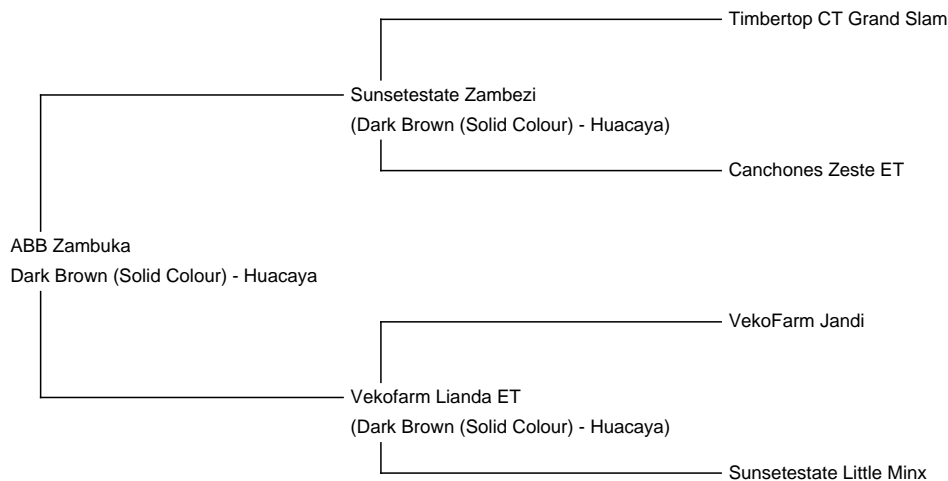 Timbertop CT Grand Slam
Sunsetestate Zambezi
(Dark Brown (Solid Colour) - Huacaya)
Canchones Zeste ET
ABB Zambuka
Dark Brown (Solid Colour) - Huacaya
VekoFarm Jandi
Vekofarm Lianda ET
(Dark Brown (Solid Colour) - Huacaya)
Sunsetestate Little Minx